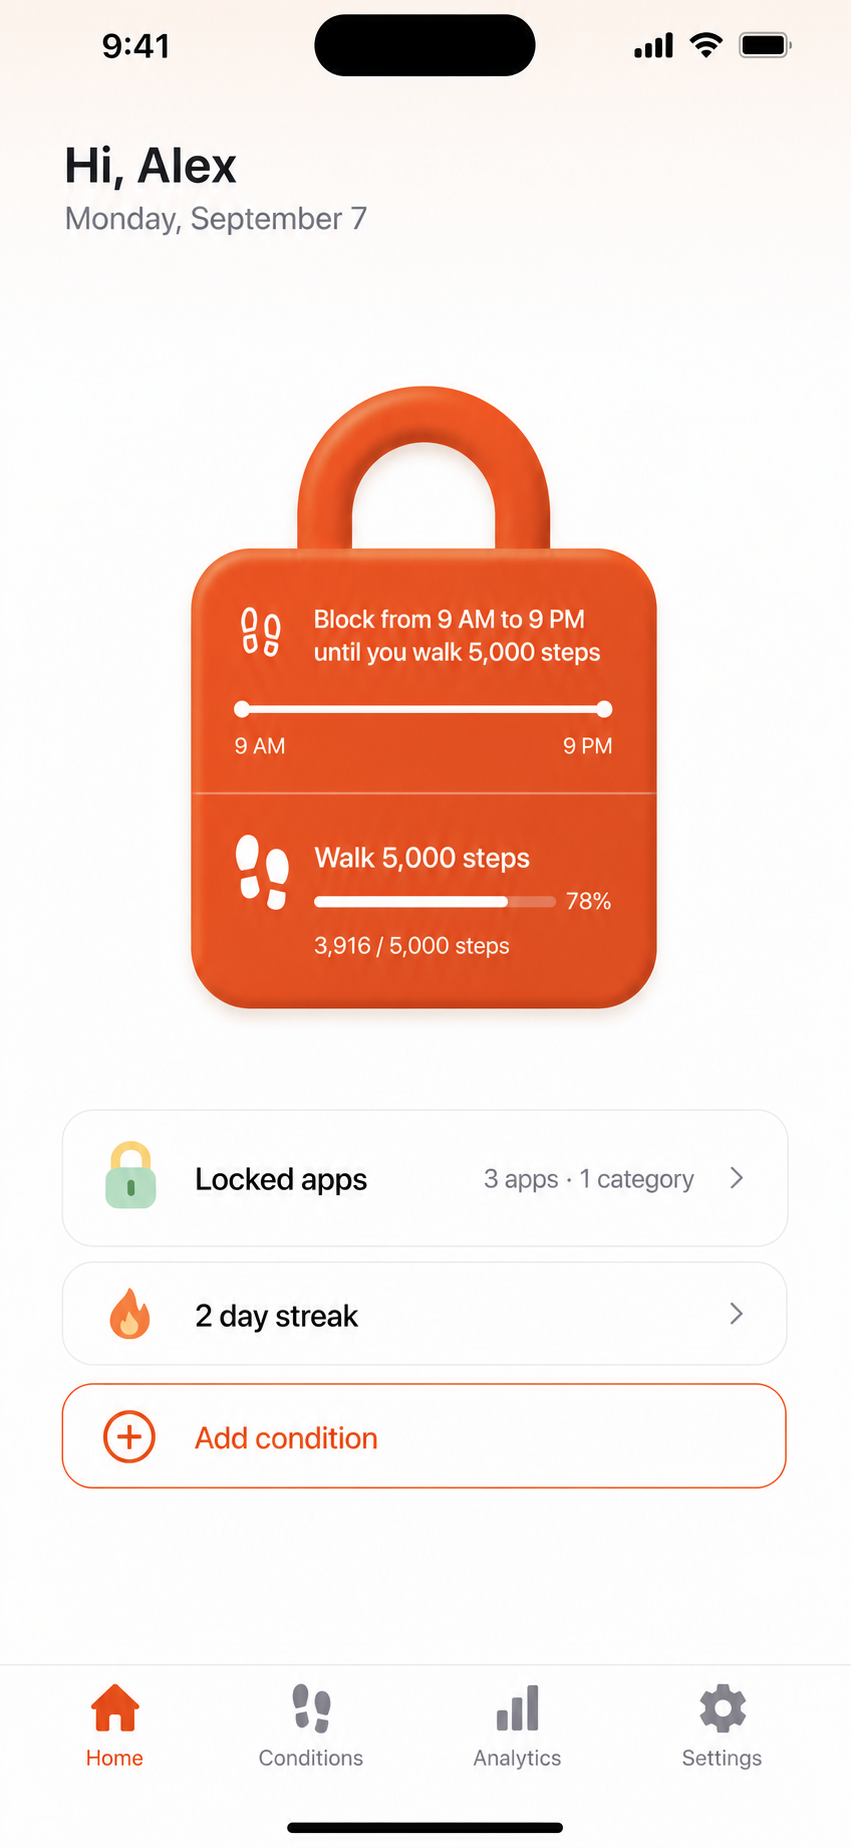 9:41
Hi, Alex
Monday, September 7
Block from 9 AM to 9 PM
until you walk 5,000 steps
9 AM
9 PM
Walk 5,000 steps
78%
3,916 / 5,000 steps
Locked apps
3 apps · 1 category
2 day streak
Add condition
Home
Conditions
Analytics
Settings